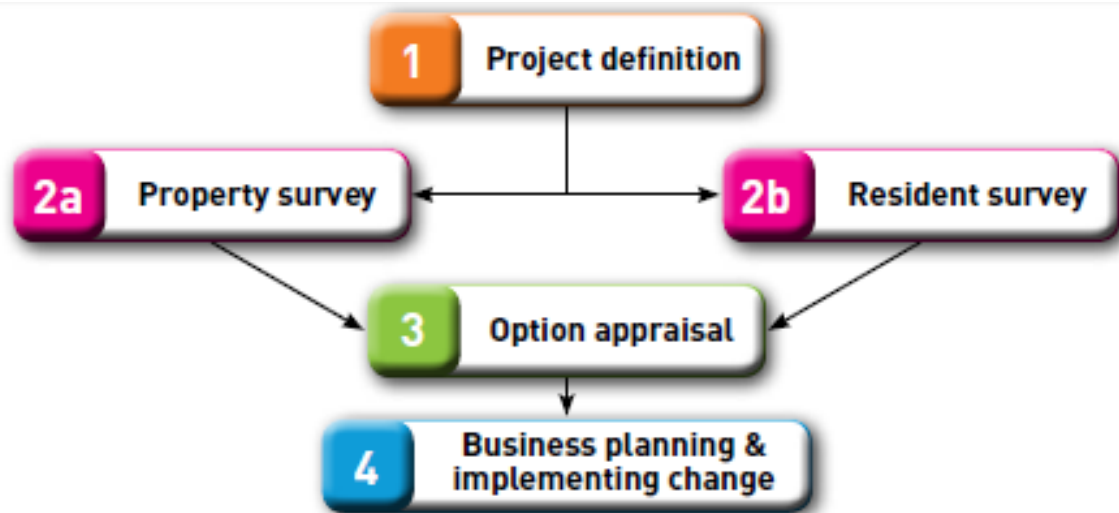 1 Project definition
2a Property survey
2b Resident survey
3 Option appraisal
4 Business planning &
implementing change